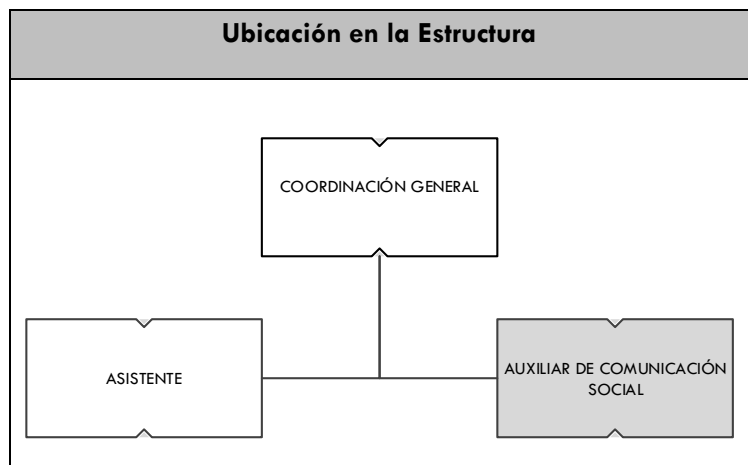 Ubicación en la Estructura
COORDINACIÓN GENERAL
ASISTENTE
AUXILIAR DE COMUNICACIÓN
SOCIAL